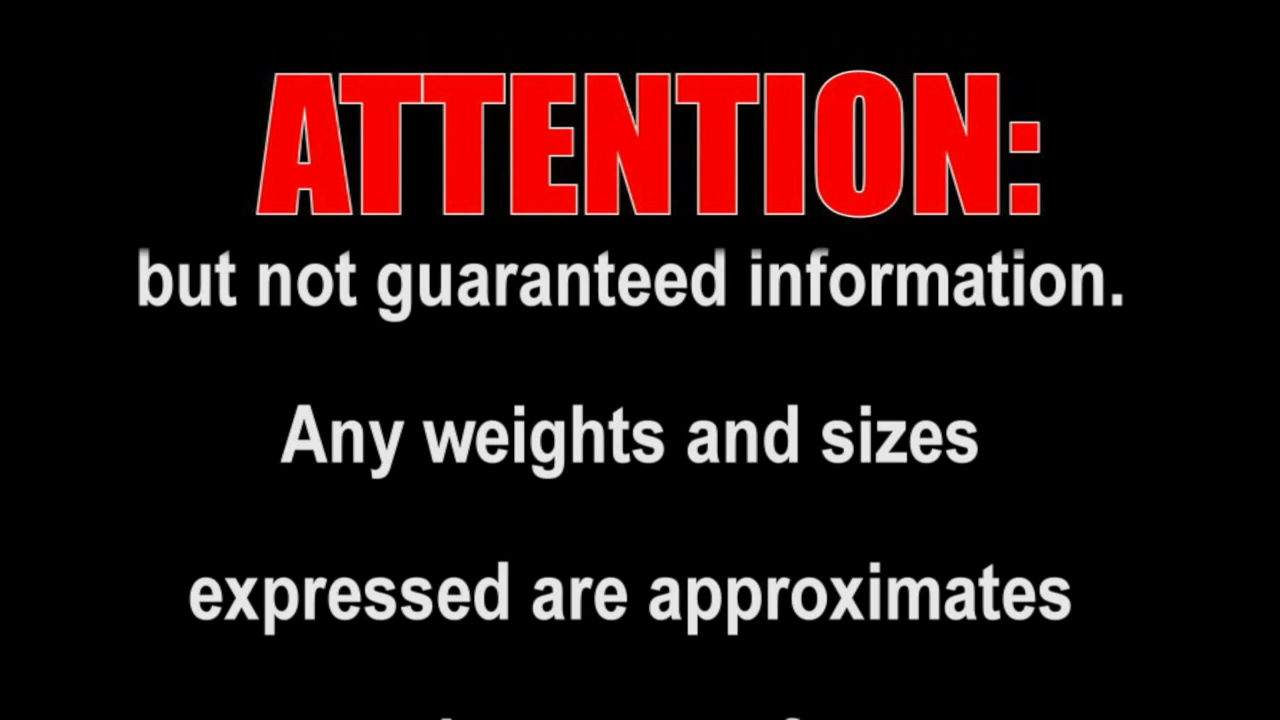 ATTENTION:
but not guaranteed information.
Any weights and sizes
expressed are approximates